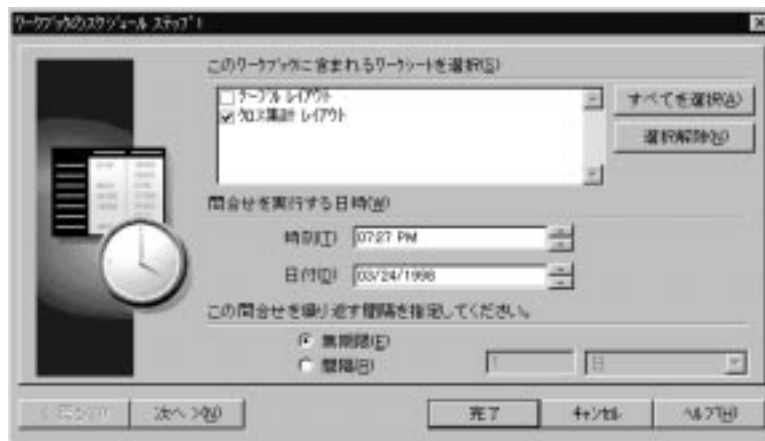 ワークブックのスケジュール ステップ 1
このワークブックに含まれるワークシートを選択(S)
テーブル レイアウト
クロス集計 レイアウト
すべてを選択(A)
選択解除(N)
問合せを実行する日時(W)
時刻(T) 07:27 PM
日付(D) 03/24/1998
この問合せを繰り返す間隔を指定してください。
無期限(E)
間隔(R) 1 日
次へ >(N) 完了 キャンセル ヘルプ(H)